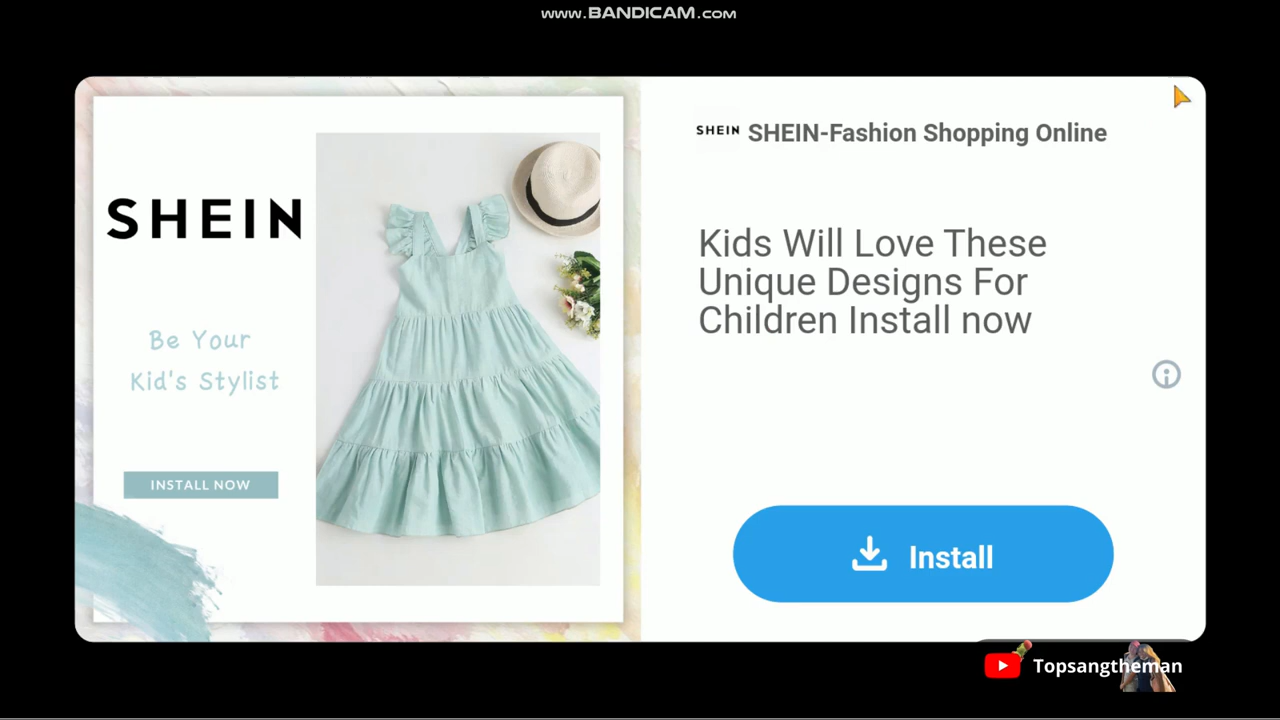 www.BANDICAM.com
SHEIN
Be Your
Kid's Stylist
INSTALL NOW
SHEIN SHEIN-Fashion Shopping Online
Kids Will Love These
Unique Designs For
Children Install now
Install
Topsangtheman